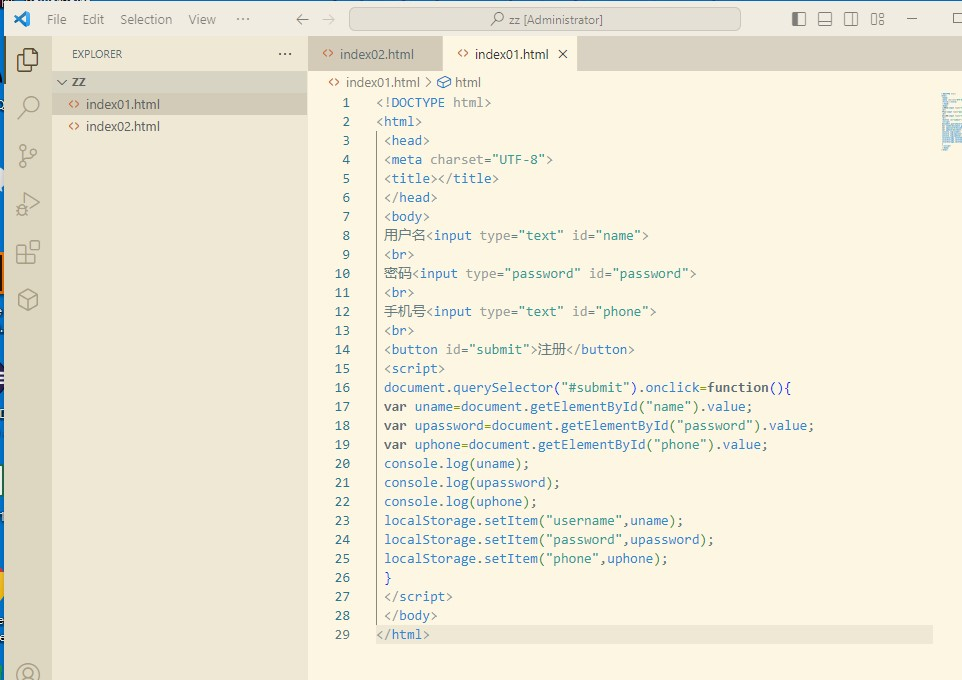 File Edit Selection View ··· zz [Administrator]
EXPLORER ···
ZZ
index01.html
index02.html
index02.html index01.html
index01.html > html
1 <!DOCTYPE html>
2 <html>
3 <head>
4 <meta charset="UTF-8">
5 <title></title>
6 </head>
7 <body>
8 用户名<input type="text" id="name">
9 <br>
10 密码<input type="password" id="password">
11 <br>
12 手机号<input type="text" id="phone">
13 <br>
14 <button id="submit">注册</button>
15 <script>
16 document.querySelector("#submit").onclick=function(){
17 var uname=document.getElementById("name").value;
18 var upassword=document.getElementById("password").value;
19 var uphone=document.getElementById("phone").value;
20 console.log(uname);
21 console.log(upassword);
22 console.log(uphone);
23 localStorage.setItem("username",uname);
24 localStorage.setItem("password",upassword);
25 localStorage.setItem("phone",uphone);
26 }
27 </script>
28 </body>
29 </html>